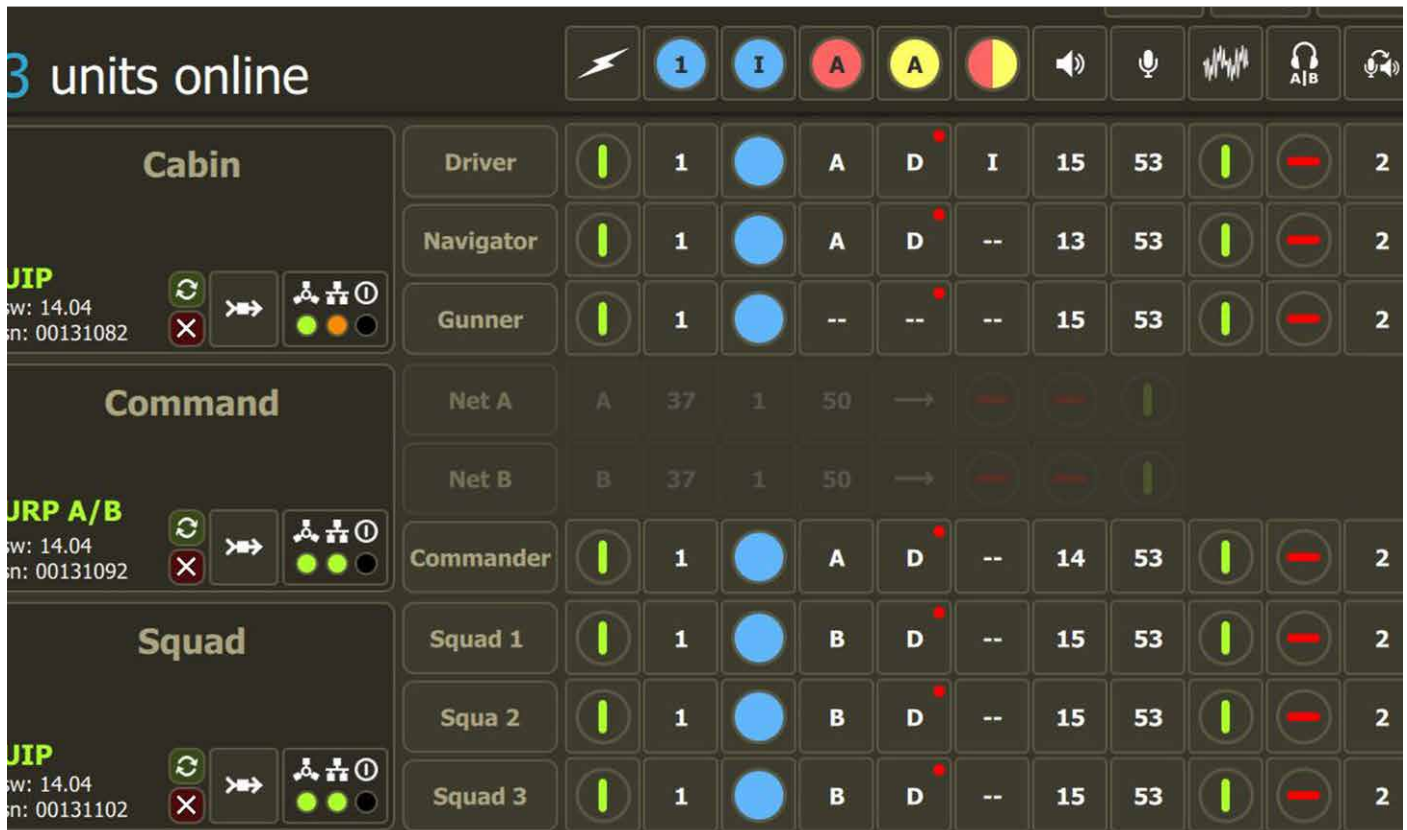 3 units online
1 I A A A|B
Cabin
Driver 1 A D I 15 53 2
Navigator 1 A D -- 13 53 2
UIP
sw: 14.04
sn: 00131082
Gunner 1 -- -- -- 15 53 2
Command
Net A A 37 1 50
Net B B 37 1 50
URP A/B
sw: 14.04
sn: 00131092
Commander 1 A D -- 14 53 2
Squad
Squad 1 1 B D -- 15 53 2
Squa 2 1 B D -- 15 53 2
UIP
sw: 14.04
sn: 00131102
Squad 3 1 B D -- 15 53 2